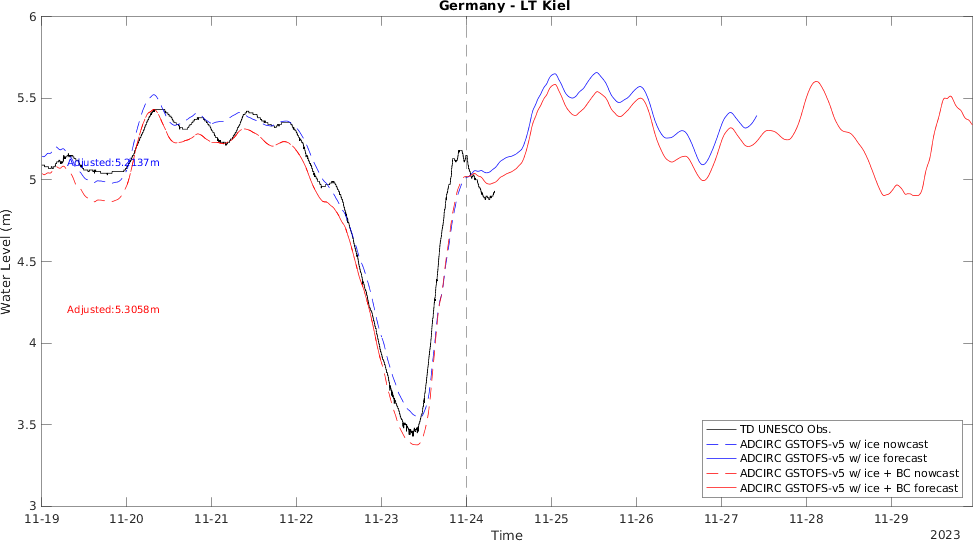 Germany - LT Kiel
6
5.5
5
4.5
4
3.5
3
Water Level (m)
Adjusted:5.2137m
Adjusted:5.3058m
TD UNESCO Obs.
ADCIRC GSTOFS-v5 w/ ice nowcast
ADCIRC GSTOFS-v5 w/ ice forecast
ADCIRC GSTOFS-v5 w/ ice + BC nowcast
ADCIRC GSTOFS-v5 w/ ice + BC forecast
11-19 11-20 11-21 11-22 11-23 11-24 11-25 11-26 11-27 11-28 11-29
Time
2023